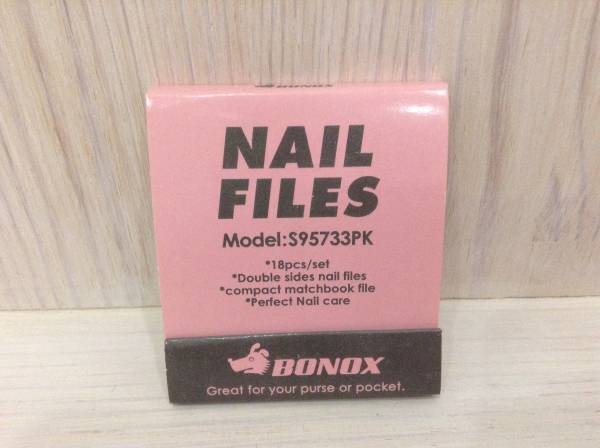 BONOX
NAIL
FILES
Model:S95733PK
*18pcs/set
*Double sides nail files
*compact matchbook file
*Perfect Nail care
BONOX
Great for your purse or pocket.